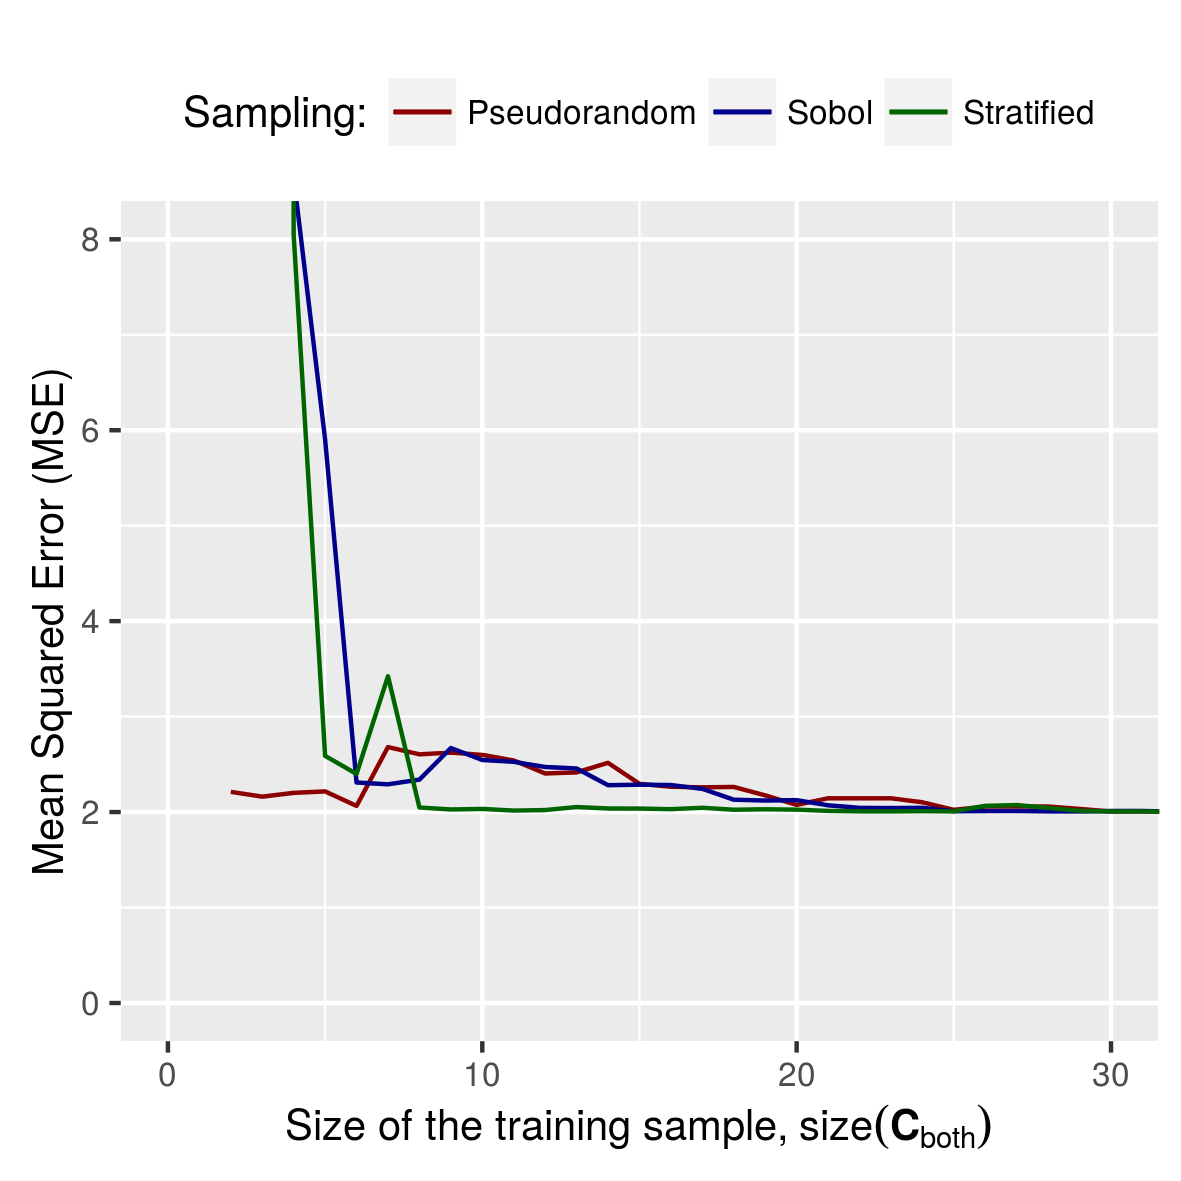 Sampling: Pseudorandom Sobol Stratified
8
6
4
2
0
Mean Squared Error (MSE)
0 10 20 30
Size of the training sample, size(C_both)